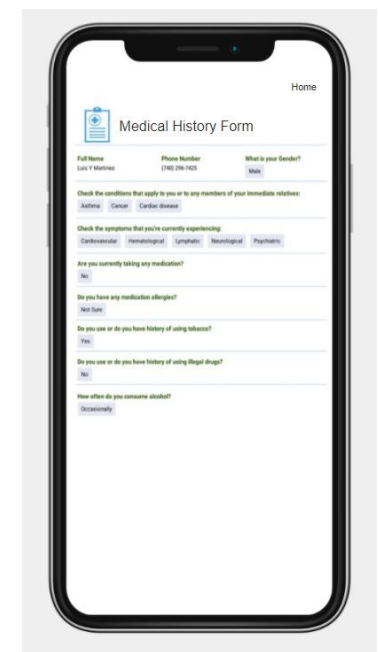 Home
Medical History Form
Full Name Phone Number What is your Gender?
Luis Y Martinez (740) 296-7425 Male
Check the conditions that apply to you or to any members of your immediate relatives:
Asthma Cancer Cardiac disease
Check the symptoms that you're currently experiencing:
Cardiovascular Hematological Lymphatic Neurological Psychiatric
Are you currently taking any medication?
No
Do you have any medication allergies?
Not Sure
Do you use or do you have history of using tobacco?
Yes
Do you use or do you have history of using illegal drugs?
No
How often do you consume alcohol?
Occasionally